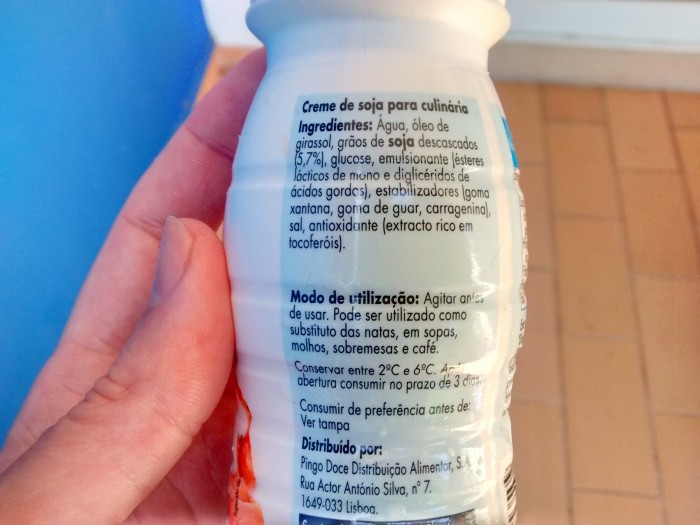 Creme de soja para culinária
Ingredientes: Água, óleo de
girassol, grãos de soja descascados
(5,7%), glucose, emulsionante (ésteres
lácticos de mono e diglicéridos de
ácidos gordos), estabilizadores (goma
xantana, goma de guar, carragenina),
sal, antioxidante (extracto rico em
tocoferóis).
Modo de utilização: Agitar antes
de usar. Pode ser utilizado como
substituto das natas, em sopas,
molhos, sobremesas e café.
Conservar entre 2ºC e 6ºC. Após
abertura consumir no prazo de 3 dias.
Consumir de preferência antes de:
Ver tampa
Distribuído por:
Pingo Doce Distribuição Alimentar, S.A.
Rua Actor António Silva, nº 7.
1649-033 Lisboa.